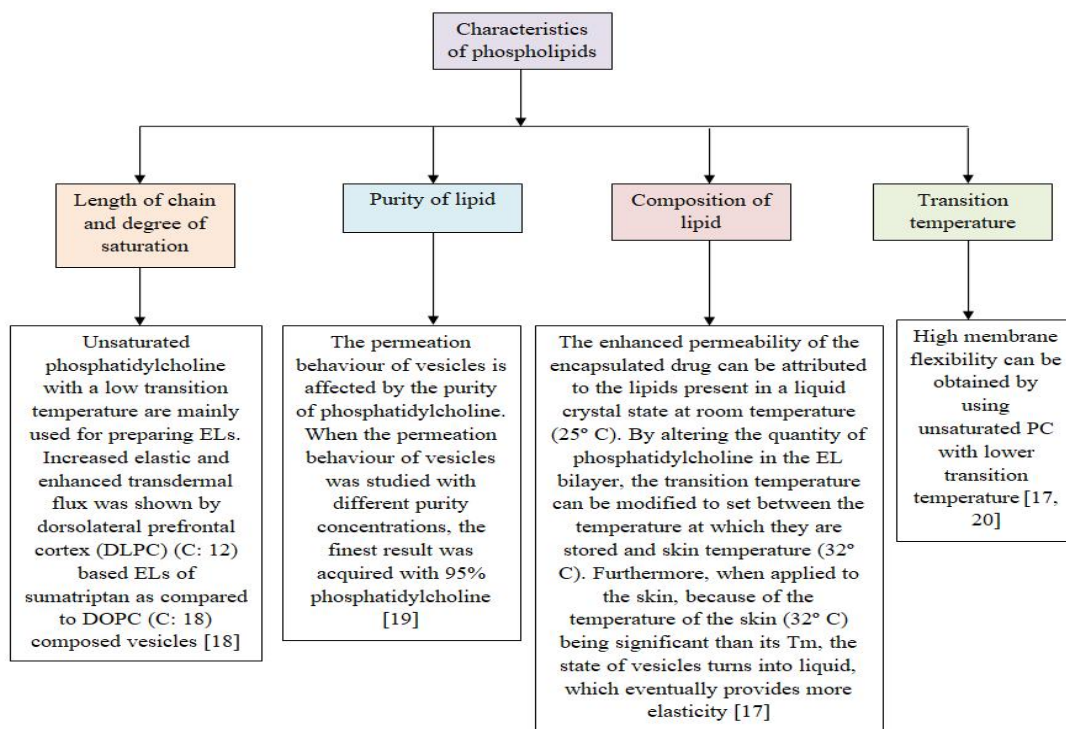 Characteristics
of phospholipids
Length of chain
and degree of
saturation
Purity of lipid
Composition of
lipid
Transition
temperature
Unsaturated
phosphatidylcholine
with a low transition
temperature are mainly
used for preparing ELs.
Increased elastic and
enhanced transdermal
flux was shown by
dorsolateral prefrontal
cortex (DLPC) (C: 12)
based ELs of
sumatriptan as compared
to DOPC (C: 18)
composed vesicles [18]
The permeation
behaviour of vesicles is
affected by the purity
of phosphatidylcholine.
When the permeation
behaviour of vesicles
was studied with
different purity
concentrations, the
finest result was
acquired with 95%
phosphatidylcholine
[19]
The enhanced permeability of the
encapsulated drug can be attributed
to the lipids present in a liquid
crystal state at room temperature
(25º C). By altering the quantity of
phosphatidylcholine in the EL
bilayer, the transition temperature
can be modified to set between the
temperature at which they are
stored and skin temperature (32º
C). Furthermore, when applied to
the skin, because of the
temperature of the skin (32º C)
being significant than its Tm, the
state of vesicles turns into liquid,
which eventually provides more
elasticity [17]
High membrane
flexibility can be
obtained by
using
unsaturated PC
with lower
transition
temperature [17,
20]